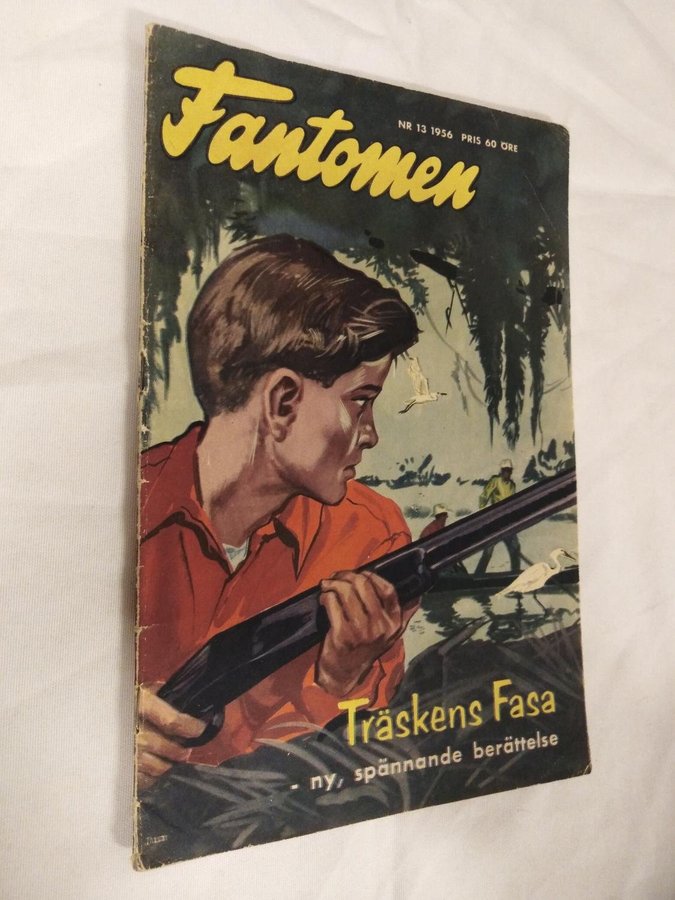 Fantomen
NR 13 1956 PRIS 60 ÖRE
Träskens Fasa
- ny, spännande berättelse